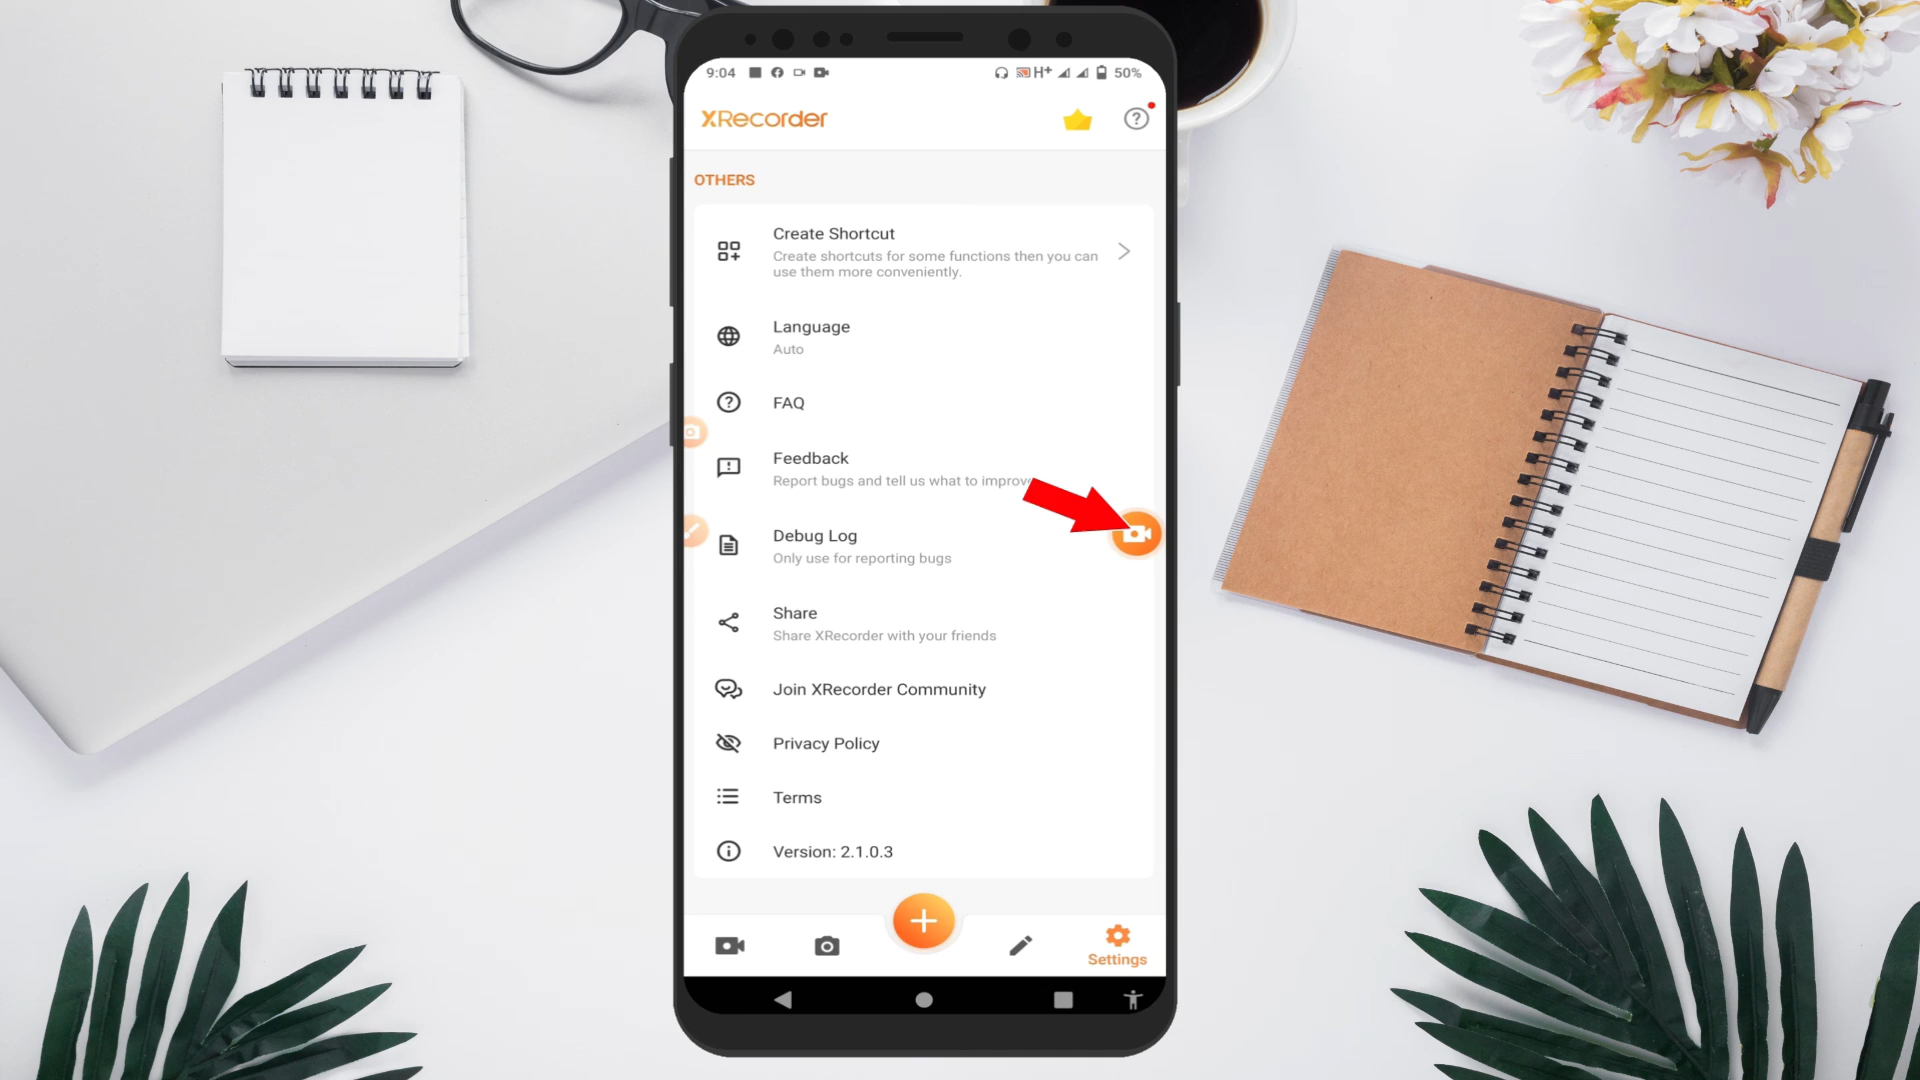 9:04
H+
50%
XRecorder
OTHERS
Create Shortcut
Create shortcuts for some functions then you can
use them more conveniently.
Language
Auto
FAQ
Feedback
Report bugs and tell us what to improve
Debug Log
Only use for reporting bugs
Share
Share XRecorder with your friends
Join XRecorder Community
Privacy Policy
Terms
Version: 2.1.0.3
Settings